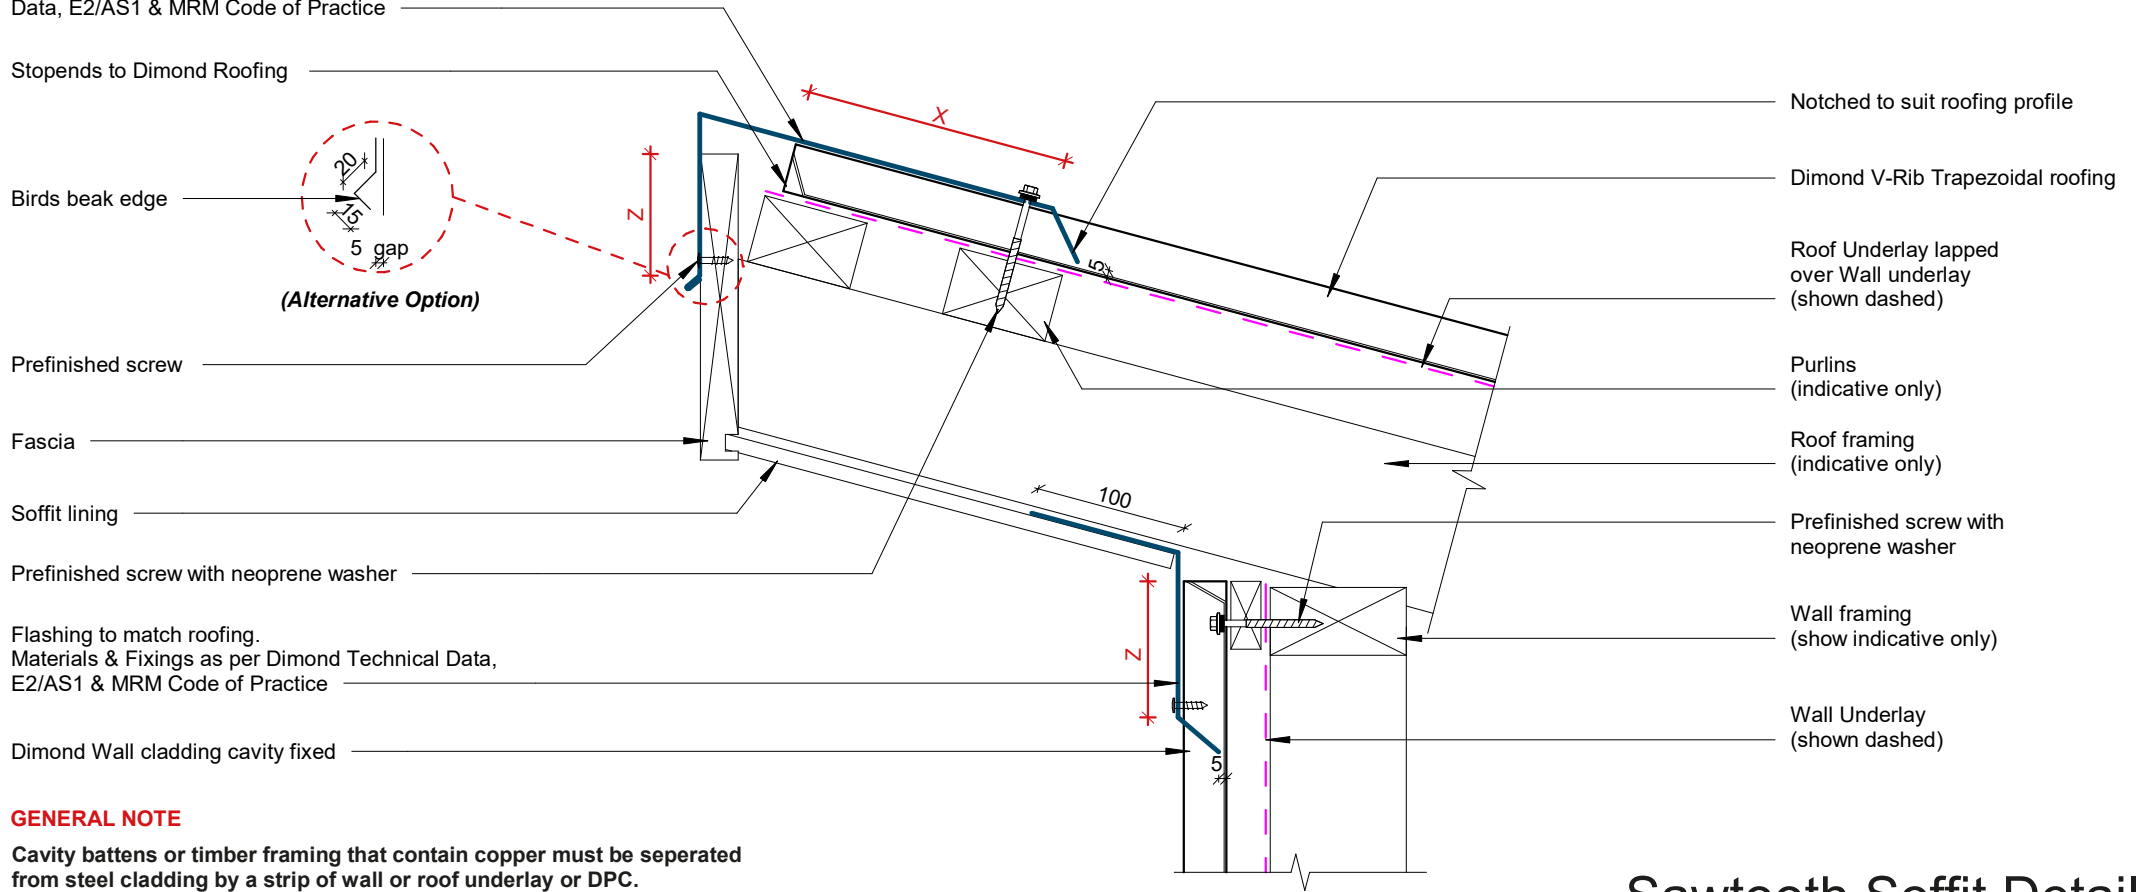 Data, E2/AS1 & MRM Code of Practice
Stopends to Dimond Roofing
Birds beak edge
20
15
5 gap
(Alternative Option)
Prefinished screw
Fascia
Soffit lining
Prefinished screw with neoprene washer
Flashing to match roofing.
Materials & Fixings as per Dimond Technical Data,
E2/AS1 & MRM Code of Practice
Dimond Wall cladding cavity fixed
X
Z
5
100
Z
5
Notched to suit roofing profile
Dimond V-Rib Trapezoidal roofing
Roof Underlay lapped
over Wall underlay
(shown dashed)
Purlins
(indicative only)
Roof framing
(indicative only)
Prefinished screw with
neoprene washer
Wall framing
(show indicative only)
Wall Underlay
(shown dashed)
GENERAL NOTE
Cavity battens or timber framing that contain copper must be seperated
from steel cladding by a strip of wall or roof underlay or DPC.
Sawtooth Soffit Detail